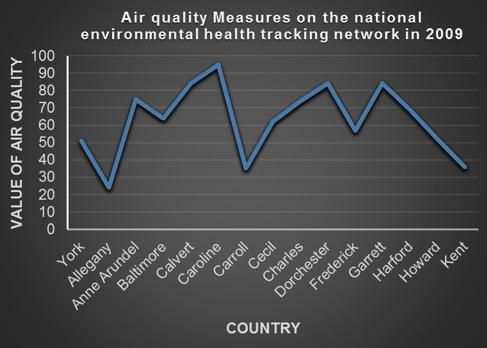 Air quality Measures on the national
environmental health tracking network in 2009
VALUE OF AIR QUALITY
100
90
80
70
60
50
40
30
20
10
0
York
Allegany
Anne Arundel
Baltimore
Calvert
Caroline
Carroll
Cecil
Charles
Dorchester
Frederick
Garrett
Harford
Howard
Kent
COUNTRY